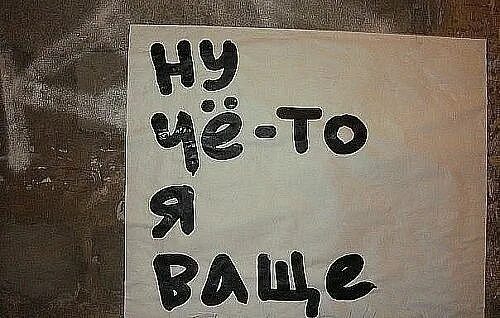 ну
чё-то
я
ваще